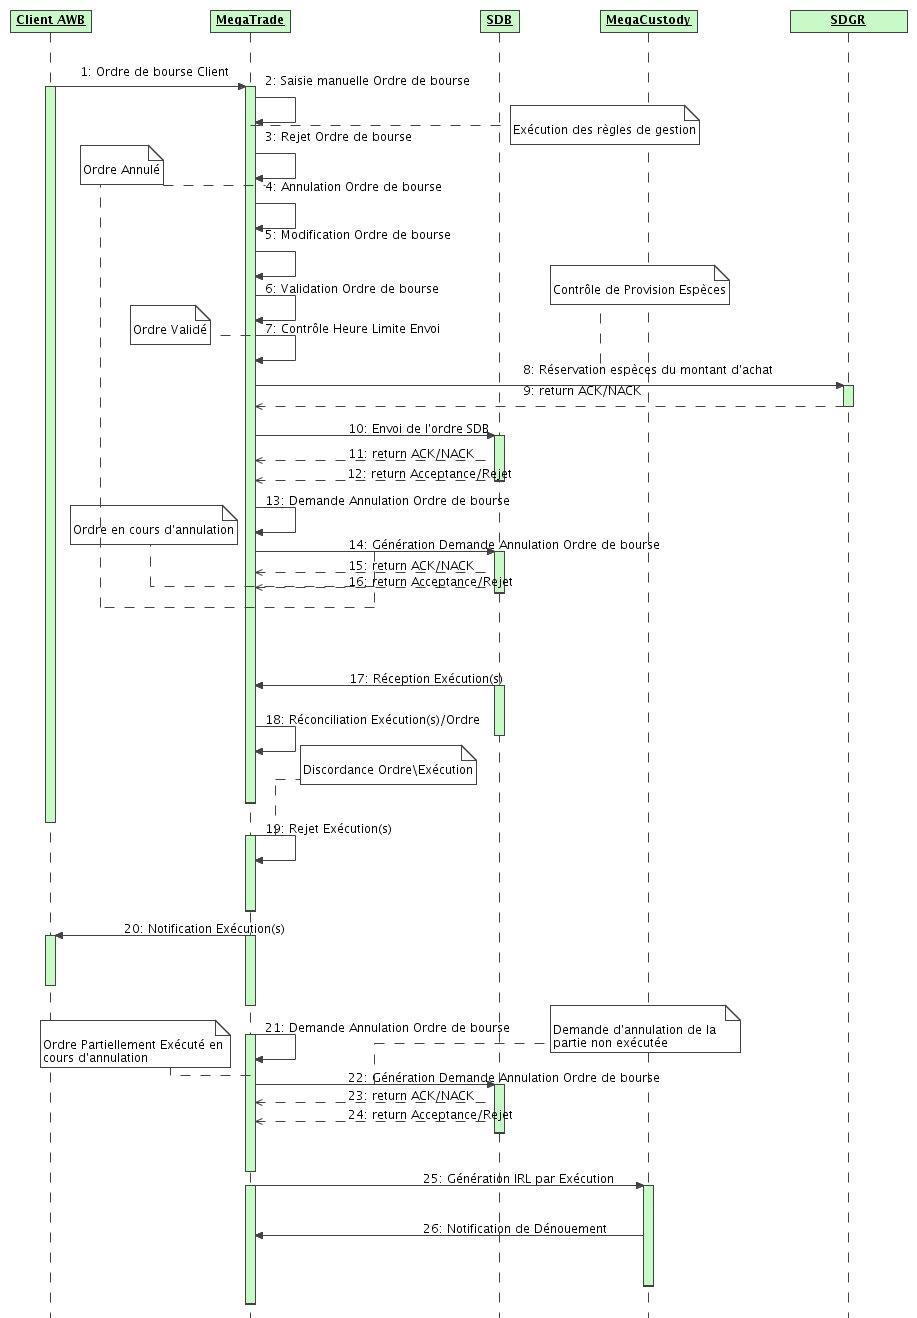 Client AWB
MegaTrade
SDB
MegaCustody
SDGR
1: Ordre de bourse Client
2: Saisie manuelle Ordre de bourse
Exécution des règles de gestion
3: Rejet Ordre de bourse
Ordre Annulé
4: Annulation Ordre de bourse
5: Modification Ordre de bourse
6: Validation Ordre de bourse
Contrôle de Provision Espèces
Ordre Validé
7: Contrôle Heure Limite Envoi
8: Réservation espèces du montant d'achat
9: return ACK/NACK
10: Envoi de l'ordre SDB
11: return ACK/NACK
12: return Acceptance/Rejet
13: Demande Annulation Ordre de bourse
Ordre en cours d'annulation
14: Génération Demande Annulation Ordre de bourse
15: return ACK/NACK
16: return Acceptance/Rejet
17: Réception Exécution(s)
18: Réconciliation Exécution(s)/Ordre
Discordance Ordre\Exécution
19: Rejet Exécution(s)
20: Notification Exécution(s)
21: Demande Annulation Ordre de bourse
Demande d'annulation de la
partie non exécutée
Ordre Partiellement Exécuté en
cours d'annulation
22: Génération Demande Annulation Ordre de bourse
23: return ACK/NACK
24: return Acceptance/Rejet
25: Génération IRL par Exécution
26: Notification de Dénouement